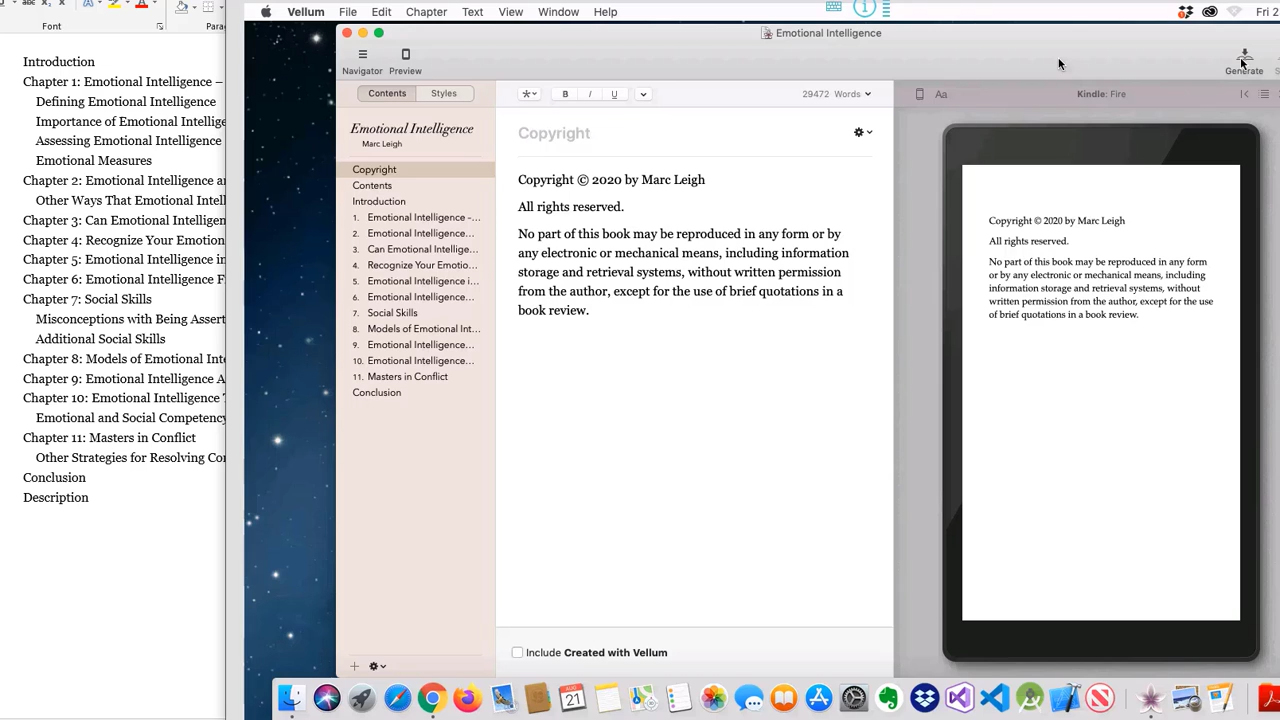 Font
Introduction
Chapter 1: Emotional Intelligence –
Defining Emotional Intelligence
Importance of Emotional Intellige
Assessing Emotional Intelligence
Emotional Measures
Chapter 2: Emotional Intelligence a
Other Ways That Emotional Intell
Chapter 3: Can Emotional Intelligen
Chapter 4: Recognize Your Emotion
Chapter 5: Emotional Intelligence in
Chapter 6: Emotional Intelligence F
Chapter 7: Social Skills
Misconceptions with Being Assert
Additional Social Skills
Chapter 8: Models of Emotional Inte
Chapter 9: Emotional Intelligence A
Chapter 10: Emotional Intelligence T
Emotional and Social Competency
Chapter 11: Masters in Conflict
Other Strategies for Resolving Co
Conclusion
Description
Vellum File Edit Chapter Text View Window Help
Fri 2
Emotional Intelligence
Navigator Preview
Generate
Contents Styles
B I U
29472 Words
Aa
Kindle: Fire
Emotional Intelligence
Marc Leigh
Copyright
Contents
Introduction
1. Emotional Intelligence -...
2. Emotional Intelligence...
3. Can Emotional Intellige...
4. Recognize Your Emotio...
5. Emotional Intelligence i...
6. Emotional Intelligence...
7. Social Skills
8. Models of Emotional Int...
9. Emotional Intelligence...
10. Emotional Intelligence...
11. Masters in Conflict
Conclusion
Copyright
Copyright © 2020 by Marc Leigh
All rights reserved.
No part of this book may be reproduced in any form or by
any electronic or mechanical means, including information
storage and retrieval systems, without written permission
from the author, except for the use of brief quotations in a
book review.
Include Created with Vellum
Copyright © 2020 by Marc Leigh
All rights reserved.
No part of this book may be reproduced in any form
or by any electronic or mechanical means, including
information storage and retrieval systems, without
written permission from the author, except for the use
of brief quotations in a book review.
AUG
21